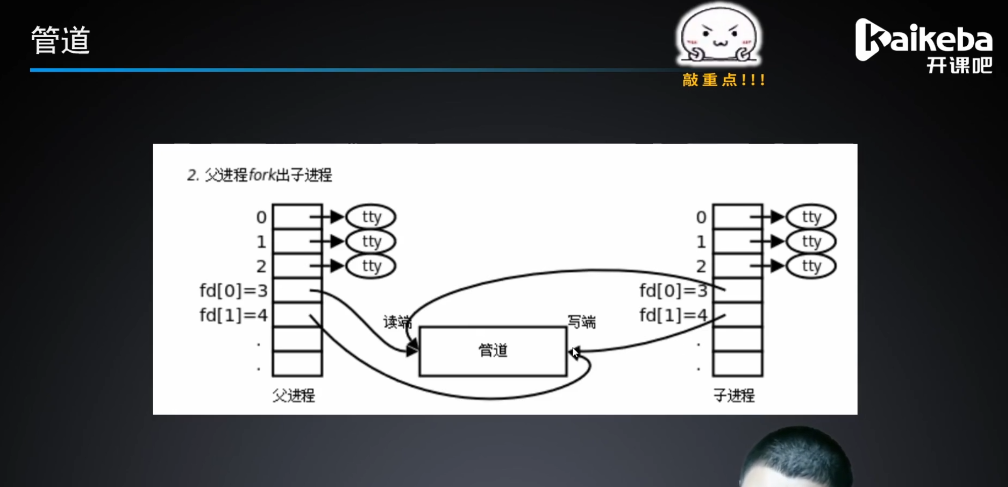 管道
敲重点!!!
kaikeba
开课吧
2. 父进程fork出子进程
0 tty
1 tty
2 tty
fd[0]=3
fd[1]=4
.
.
父进程
读端
管道
写端
0 tty
1 tty
2 tty
fd[0]=3
fd[1]=4
.
.
子进程